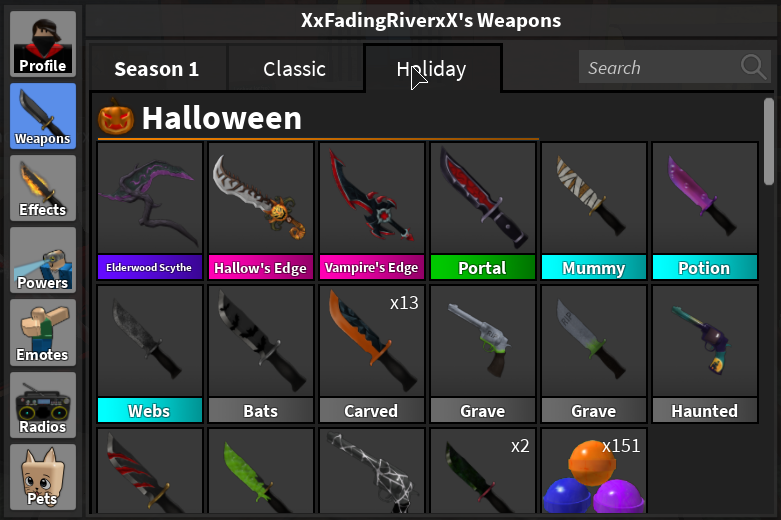 XxFadingRiverxX's Weapons
Profile
Weapons
Effects
Powers
Emotes
Radios
Pets
Season 1
Classic
Holiday
Search
Halloween
Elderwood Scythe
Hallow's Edge
Vampire's Edge
Portal
Mummy
Potion
x13
Webs
Bats
Carved
Grave
Grave
Haunted
x2
x151